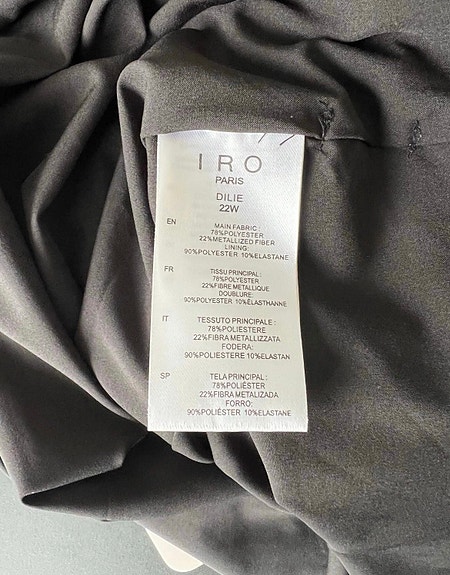 IRO
PARIS
DILIE
22W
EN
MAIN FABRIC :
78%POLYESTER
22%METALLIZED FIBER
LINING:
90%POLYESTER 10%ELASTANE
FR
TISSU PRINCIPAL :
78%POLYESTER
22%FIBRE METALLIQUE
DOUBLURE:
90%POLYESTER 10%ÉLASTHANNE
IT
TESSUTO PRINCIPALE :
78%POLIESTERE
22%FIBRA METALLIZZATA
FODERA:
90%POLIESTERE 10%ELASTAN
SP
TELA PRINCIPAL :
78%POLIÉSTER
22%FIBRA METALIZADA
FORRO:
90%POLIÉSTER 10%ELASTANE